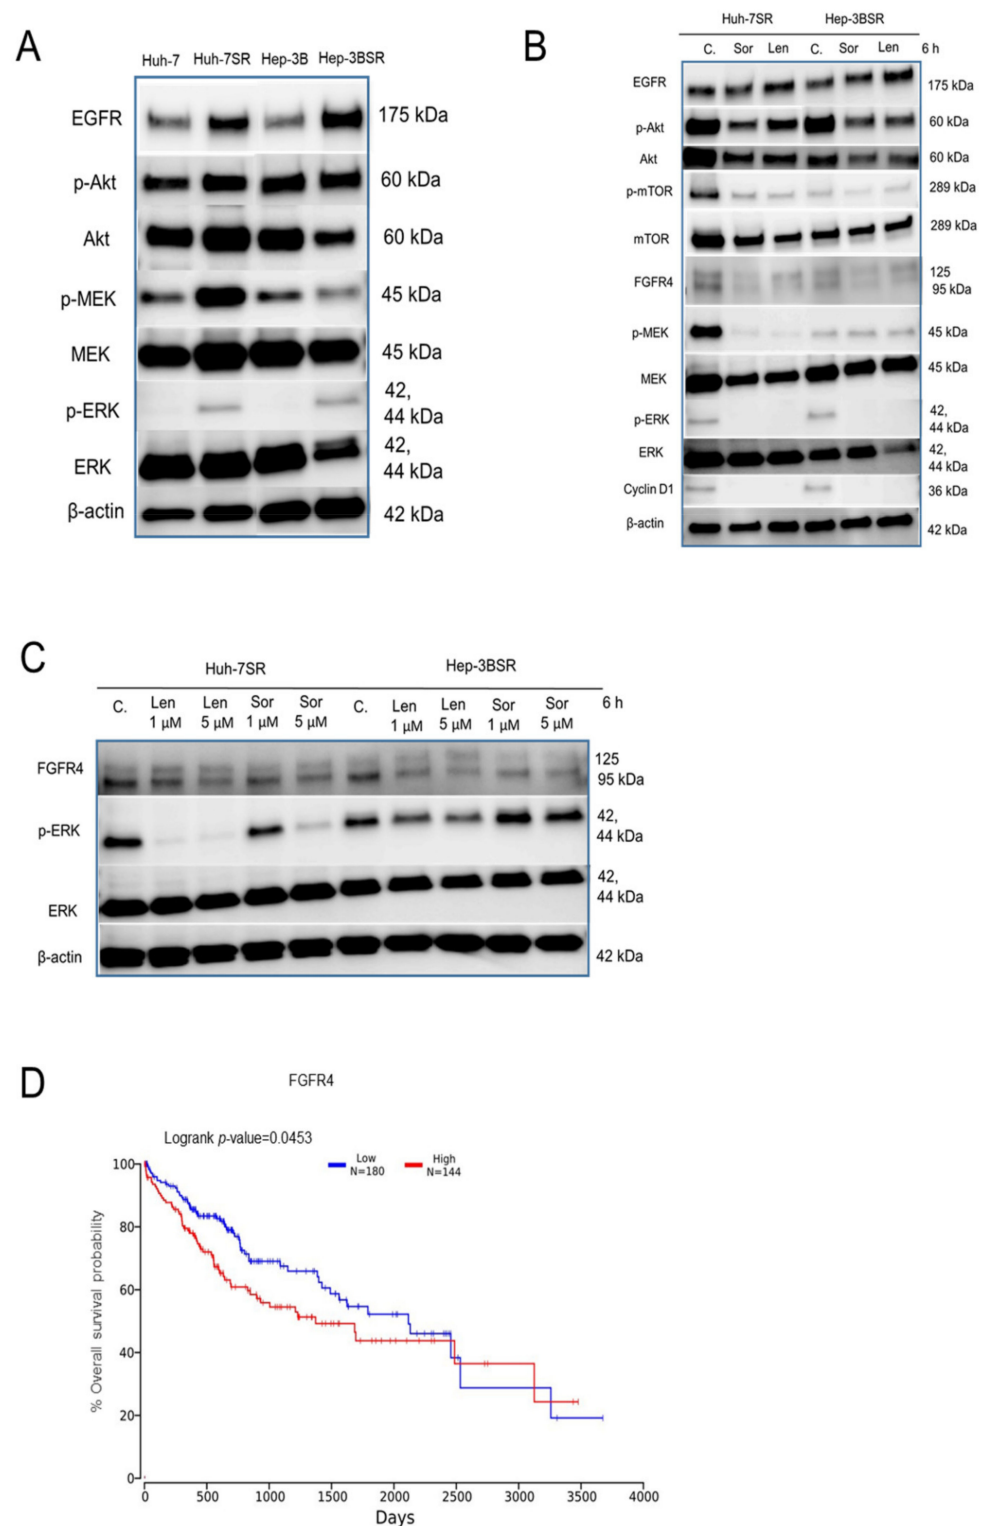 A
Huh-7 Huh-7SR Hep-3B Hep-3BSR
EGFR 175 kDa
p-Akt 60 kDa
Akt 60 kDa
p-MEK 45 kDa
MEK 45 kDa
p-ERK 42,
44 kDa
ERK 42,
44 kDa
β-actin 42 kDa
B
Huh-7SR Hep-3BSR
C. Sor Len C. Sor Len 6 h
EGFR 175 kDa
p-Akt 60 kDa
Akt 60 kDa
p-mTOR 289 kDa
mTOR 289 kDa
FGFR4 125
95 kDa
p-MEK 45 kDa
MEK 45 kDa
p-ERK 42,
44 kDa
ERK 42,
44 kDa
Cyclin D1 36 kDa
β-actin 42 kDa
C
Huh-7SR Hep-3BSR
C. Len Len Sor Sor C. Len Len Sor Sor 6 h
1 µM 5 µM 1 µM 5 µM 1 µM 5 µM 1 µM 5 µM
FGFR4 125
95 kDa
p-ERK 42,
44 kDa
ERK 42,
44 kDa
β-actin 42 kDa
D
FGFR4
Logrank p-value=0.0453
Low High
N=180 N=144
% Overall survival probability
100
80
60
40
20
0
0 500 1000 1500 2000 2500 3000 3500 4000
Days